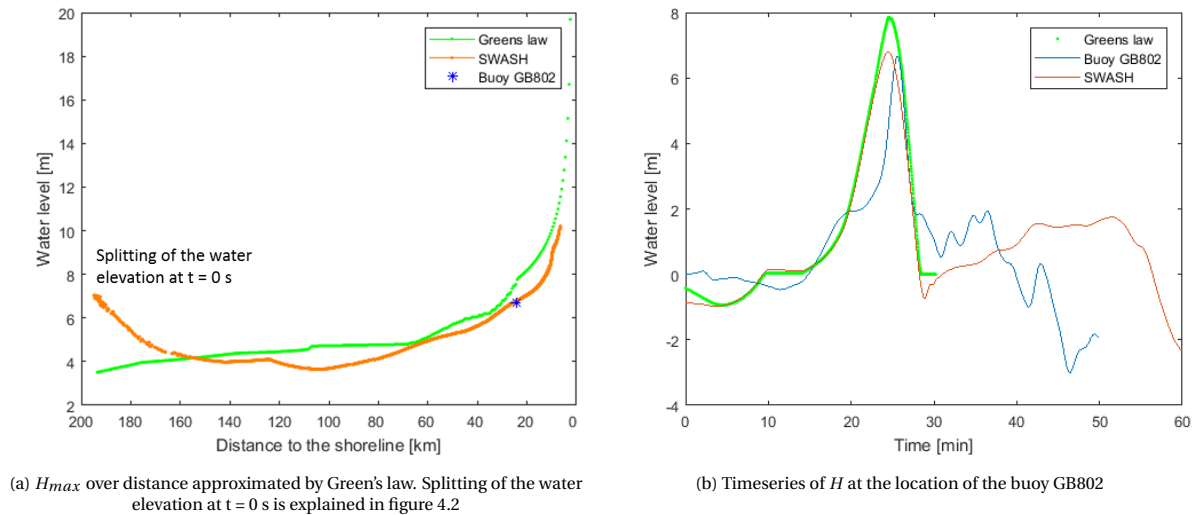 20
18
16
14
12
10
8
6
4
2
Water level [m]
Greens law
SWASH
Buoy GB802
Splitting of the water
elevation at t = 0 s
200 180 160 140 120 100 80 60 40 20 0
Distance to the shoreline [km]
(a) Hmax over distance approximated by Green's law. Splitting of the water
elevation at t = 0 s is explained in figure 4.2
8
6
4
2
0
-2
-4
Water level [m]
Greens law
Buoy GB802
SWASH
0 10 20 30 40 50 60
Time [min]
(b) Timeseries of H at the location of the buoy GB802